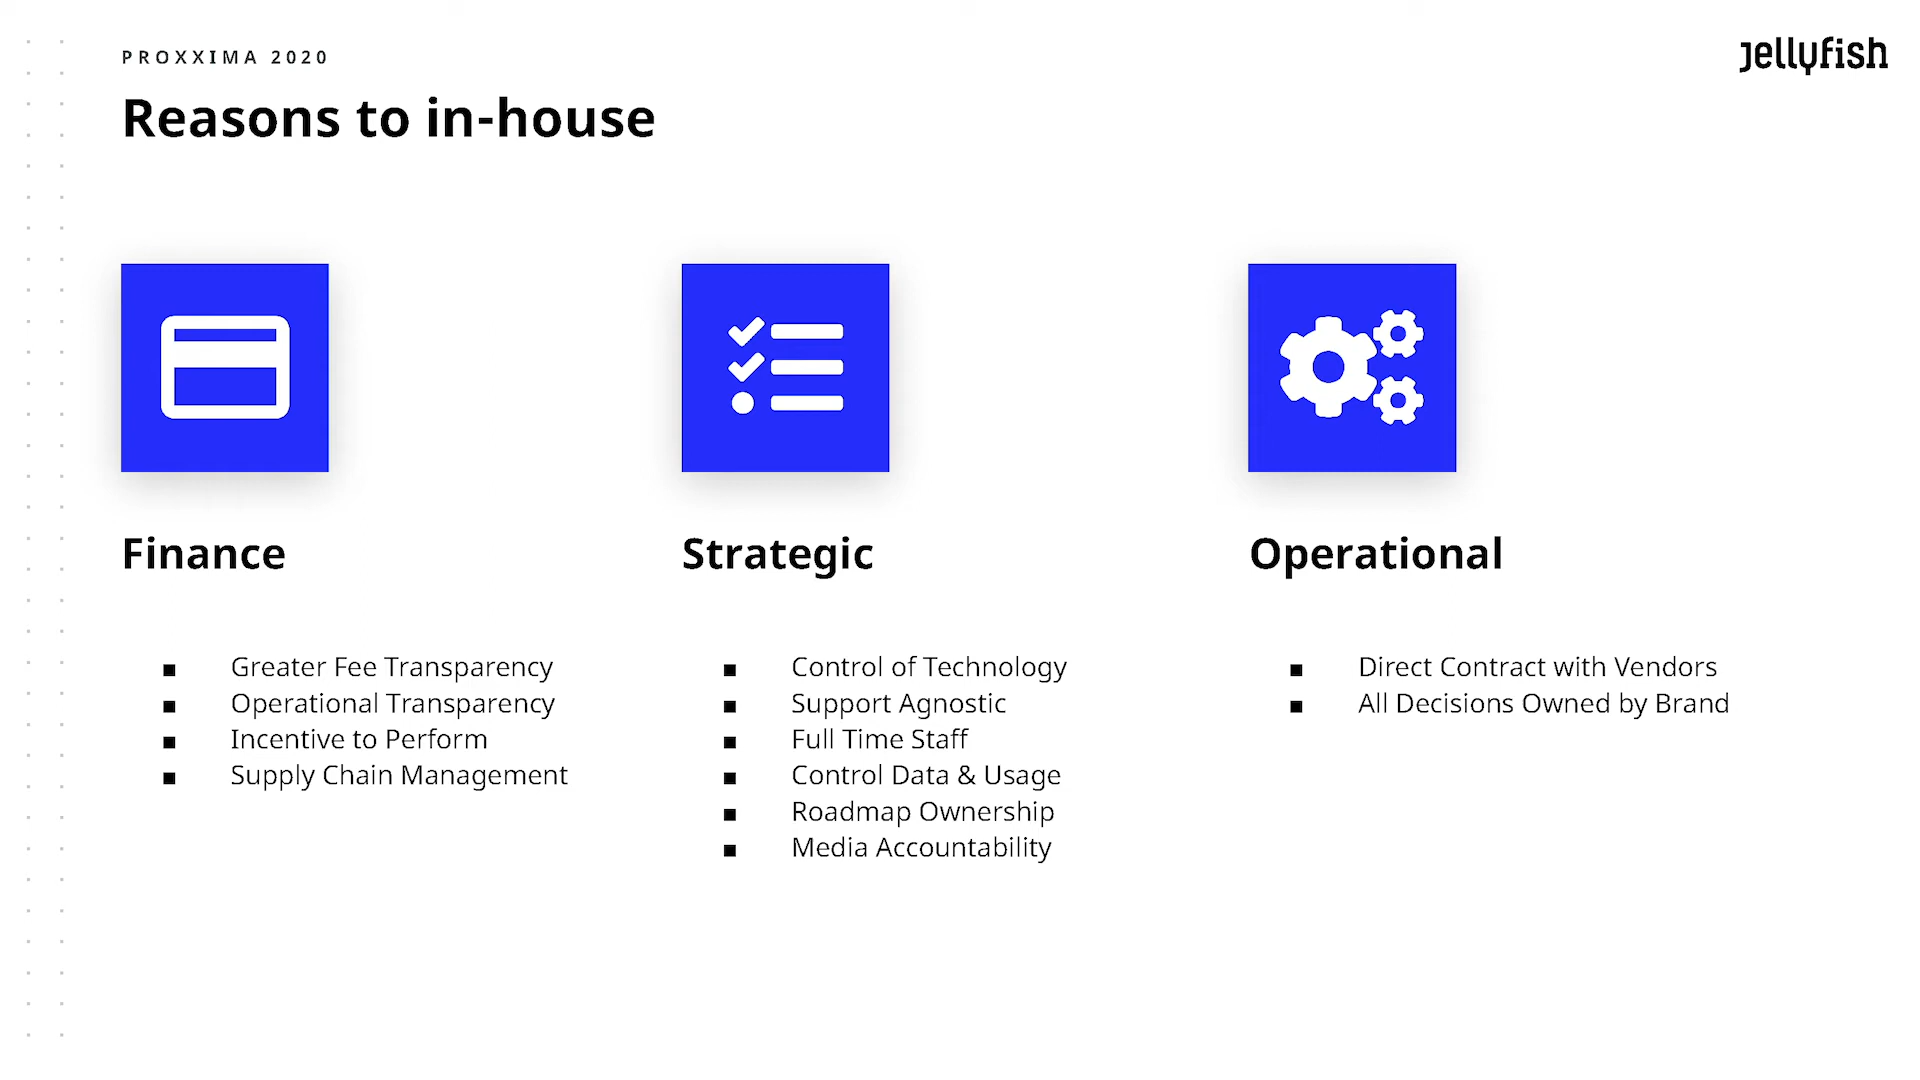 PROXXIMA 2020
jellyfish
Reasons to in-house
Finance
Greater Fee Transparency
Operational Transparency
Incentive to Perform
Supply Chain Management
Strategic
Control of Technology
Support Agnostic
Full Time Staff
Control Data & Usage
Roadmap Ownership
Media Accountability
Operational
Direct Contract with Vendors
All Decisions Owned by Brand